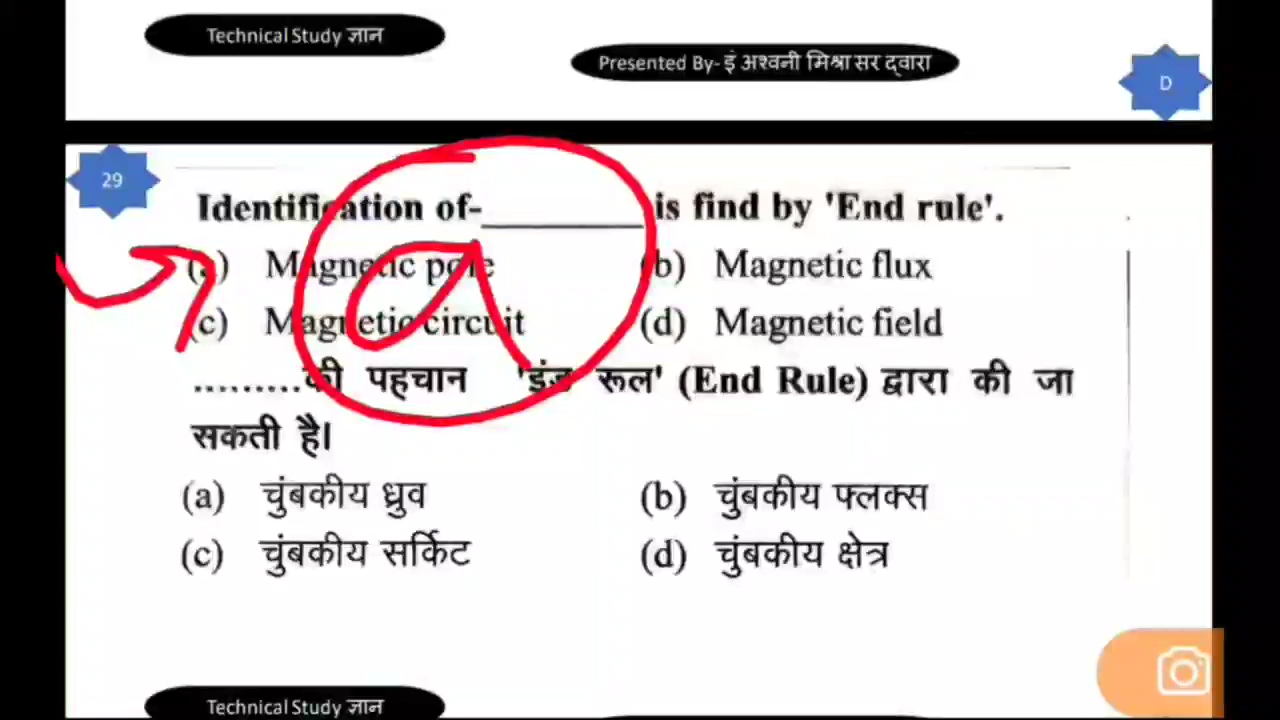 Technical Study ज्ञान
Presented By- इं अश्वनी मिश्रा सर द्वारा
D
29
Identification of-________ is find by 'End rule'.
(a) Magnetic pole (b) Magnetic flux
(c) Magnetic circuit (d) Magnetic field
.........की पहचान 'इंड रूल' (End Rule) द्वारा की जा
सकती है।
(a) चुंबकीय ध्रुव (b) चुंबकीय फ्लक्स
(c) चुंबकीय सर्किट (d) चुंबकीय क्षेत्र
a
Technical Study ज्ञान